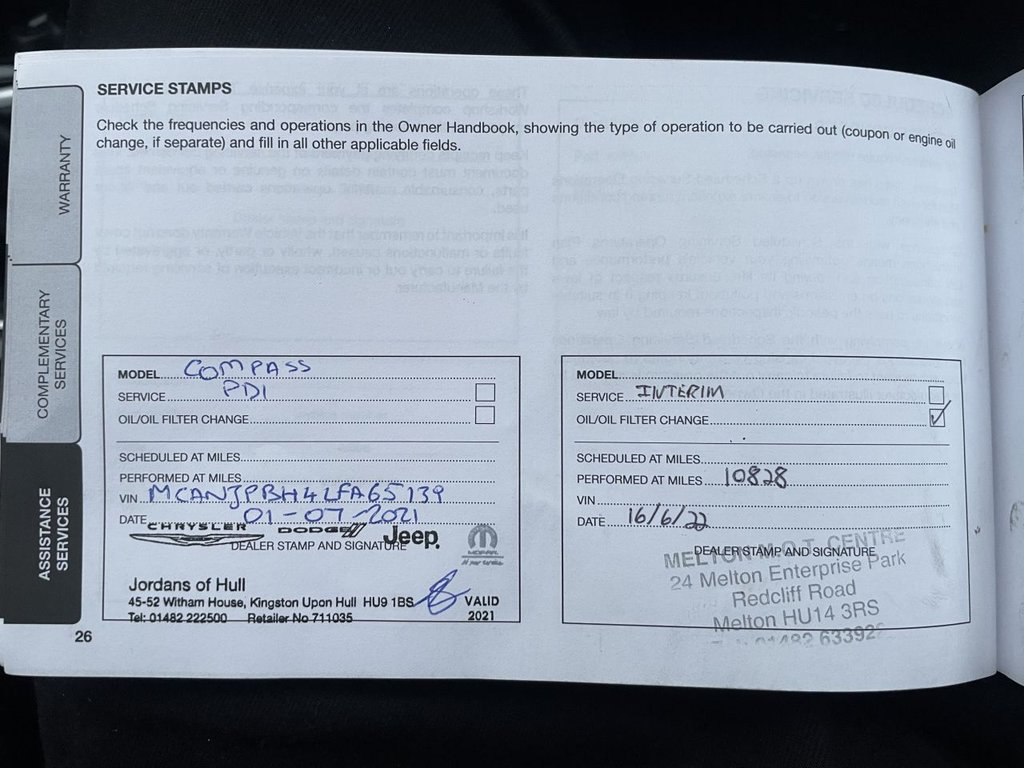 SERVICE STAMPS
Check the frequencies and operations in the Owner Handbook, showing the type of operation to be carried out (coupon or engine oil
change, if separate) and fill in all other applicable fields.
WARRANTY
COMPLEMENTARY
SERVICES
ASSISTANCE
SERVICES
MODEL COMPASS
SERVICE PDI
OIL/OIL FILTER CHANGE
SCHEDULED AT MILES
PERFORMED AT MILES
VIN MCANJPBH4LFA65139
DATE 01-07-2021
CHRYSLER DODGE Jeep MOPAR
DEALER STAMP AND SIGNATURE
Jordans of Hull
45-52 Witham House, Kingston Upon Hull HU9 1BS VALID
Tel: 01482 222500 Retailer No 711035 2021
MODEL
SERVICE INTERIM
OIL/OIL FILTER CHANGE ✓
SCHEDULED AT MILES
PERFORMED AT MILES 10828
VIN
DATE 16/6/22
DEALER STAMP AND SIGNATURE
MELTON M.O.T. CENTRE
24 Melton Enterprise Park
Redcliff Road
Melton HU14 3RS
01482 63392
26